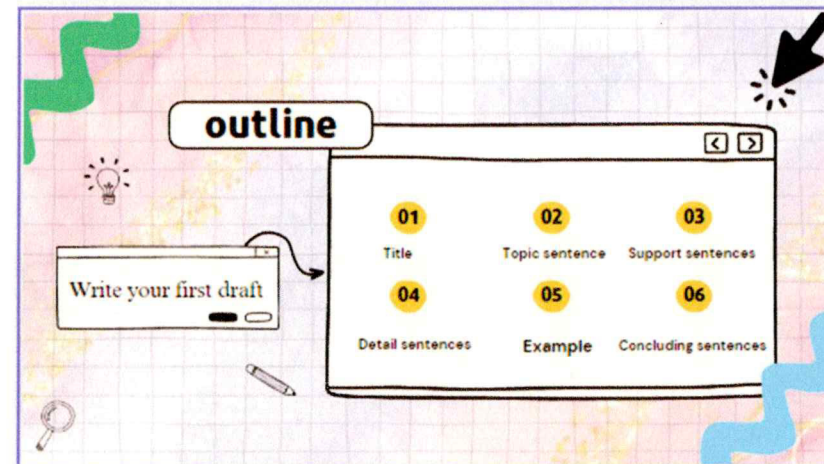 outline
01
02
03
Title
Topic sentence
Support sentences
Write your first draft
04
05
06
Detail sentences
Example
Concluding sentences